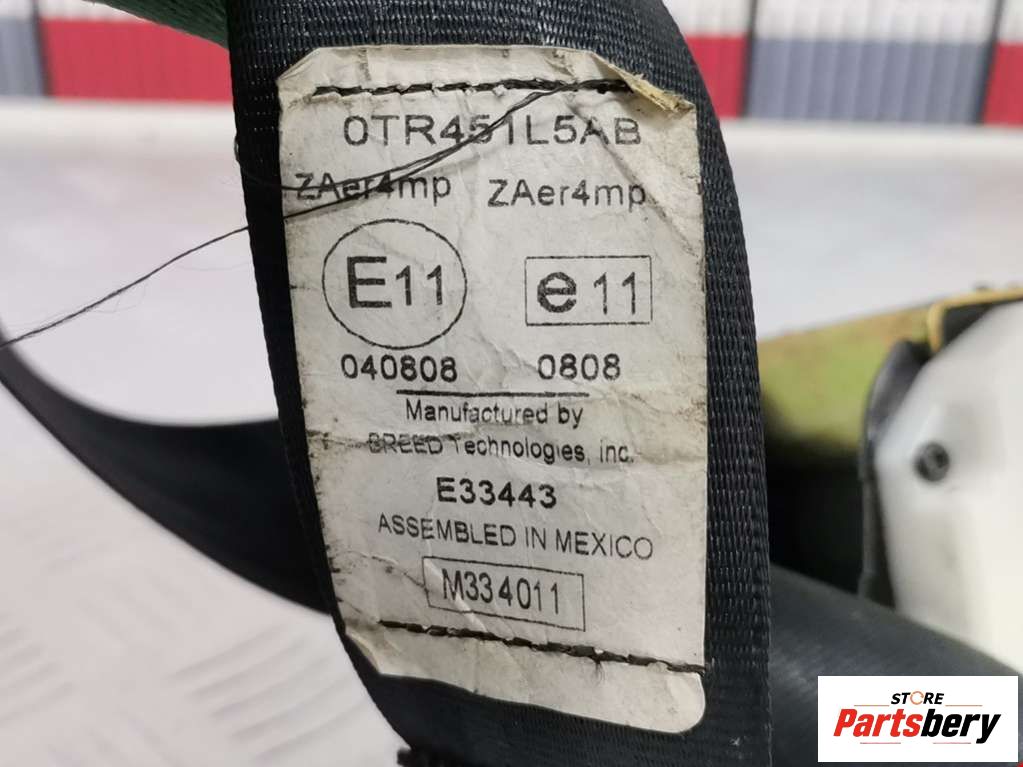 0TR451L5AB
ZAer4mp ZAer4mp
E11 e11
040808 0808
Manufactured by
BREED Technologies, Inc.
E33443
ASSEMBLED IN MEXICO
M334011
STORE
Partsbery